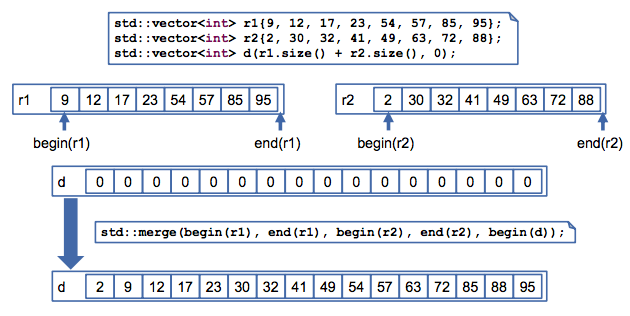 std::vector<int> r1{9, 12, 17, 23, 54, 57, 85, 95};
std::vector<int> r2{2, 30, 32, 41, 49, 63, 72, 88};
std::vector<int> d(r1.size() + r2.size(), 0);
r1 9 12 17 23 54 57 85 95
r2 2 30 32 41 49 63 72 88
begin(r1) end(r1) begin(r2) end(r2)
d 0 0 0 0 0 0 0 0 0 0 0 0 0 0 0 0
std::merge(begin(r1), end(r1), begin(r2), end(r2), begin(d));
d 2 9 12 17 23 30 32 41 49 54 57 63 72 85 88 95